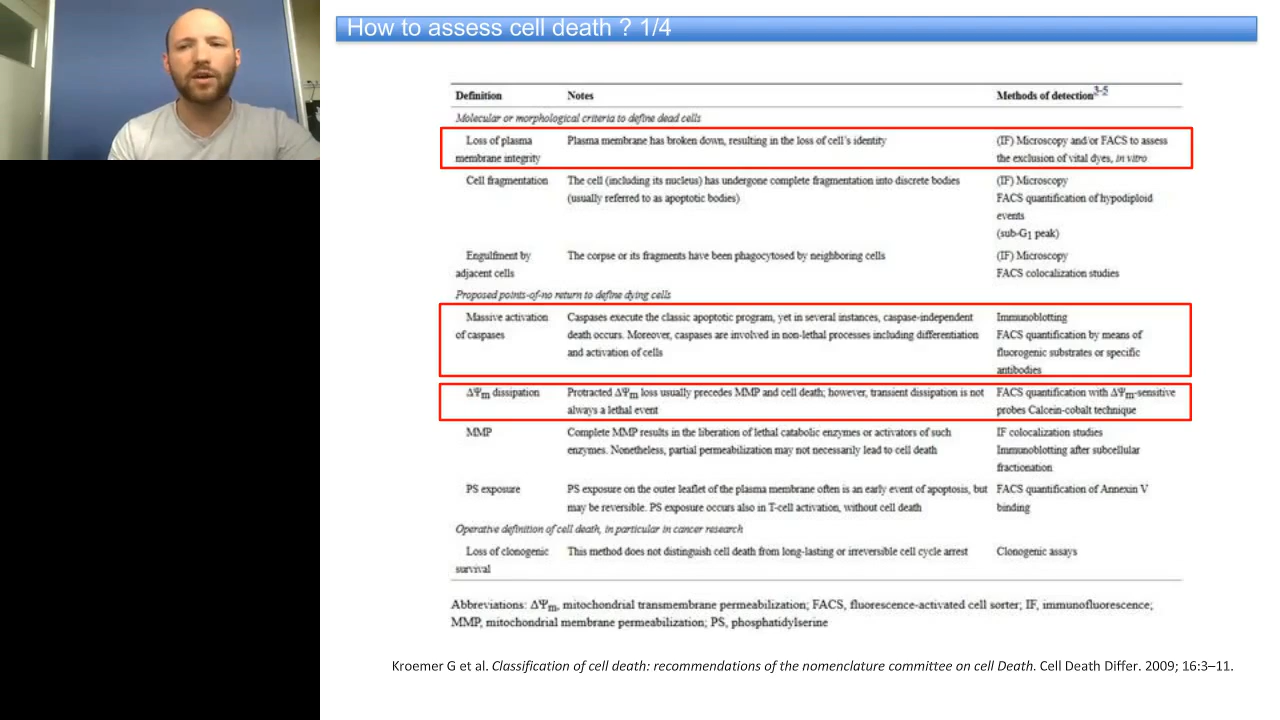 How to assess cell death ? 1/4
Definition Notes Methods of detection3-5
Molecular or morphological criteria to define dead cells
Loss of plasma Plasma membrane has broken down, resulting in the loss of cell's identity (IF) Microscopy and/or FACS to assess
membrane integrity the exclusion of vital dyes, in vitro
Cell fragmentation The cell (including its nucleus) has undergone complete fragmentation into discrete bodies (IF) Microscopy
(usually referred to as apoptotic bodies) FACS quantification of hypodiploid
events
(sub-G1 peak)
Engulfment by The corpse or its fragments have been phagocytosed by neighboring cells (IF) Microscopy
adjacent cells FACS colocalization studies
Proposed points-of-no return to define dying cells
Massive activation Caspases execute the classic apoptotic program, yet in several instances, caspase-independent Immunoblotting
of caspases death occurs. Moreover, caspases are involved in non-lethal processes including differentiation FACS quantification by means of
and activation of cells fluorogenic substrates or specific
antibodies
ΔΨm dissipation Protracted ΔΨm loss usually precedes MMP and cell death; however, transient dissipation is not FACS quantification with ΔΨm-sensitive
always a lethal event probes Calcein-cobalt technique
MMP Complete MMP results in the liberation of lethal catabolic enzymes or activators of such IF colocalization studies
enzymes. Nonetheless, partial permeabilization may not necessarily lead to cell death Immunoblotting after subcellular
fractionation
PS exposure PS exposure on the outer leaflet of the plasma membrane often is an early event of apoptosis, but FACS quantification of Annexin V
may be reversible. PS exposure occurs also in T-cell activation, without cell death binding
Operative definition of cell death, in particular in cancer research
Loss of clonogenic This method does not distinguish cell death from long-lasting or irreversible cell cycle arrest Clonogenic assays
survival
Abbreviations: ΔΨm, mitochondrial transmembrane permeabilization; FACS, fluorescence-activated cell sorter; IF, immunofluorescence;
MMP, mitochondrial membrane permeabilization; PS, phosphatidylserine
Kroemer G et al. Classification of cell death: recommendations of the nomenclature committee on cell Death. Cell Death Differ. 2009; 16:3–11.